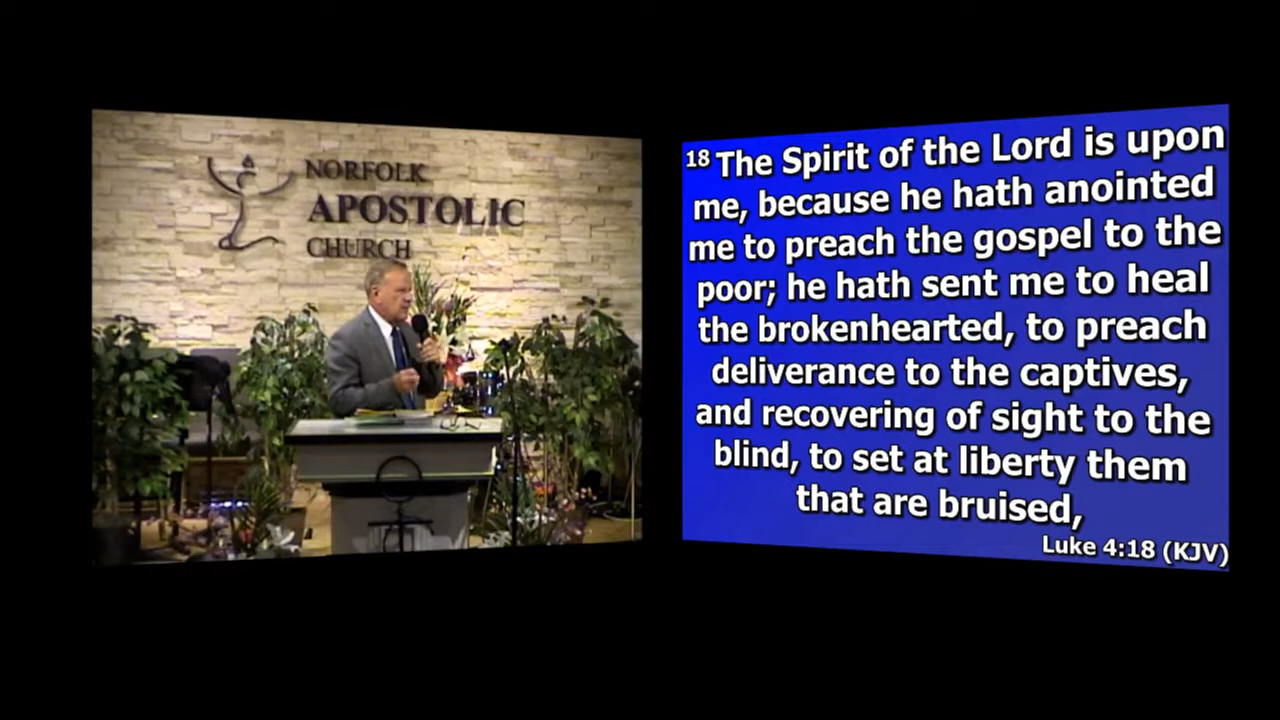 NORFOLK
APOSTOLIC
CHURCH
18 The Spirit of the Lord is upon
me, because he hath anointed
me to preach the gospel to the
poor; he hath sent me to heal
the brokenhearted, to preach
deliverance to the captives,
and recovering of sight to the
blind, to set at liberty them
that are bruised,
Luke 4:18 (KJV)